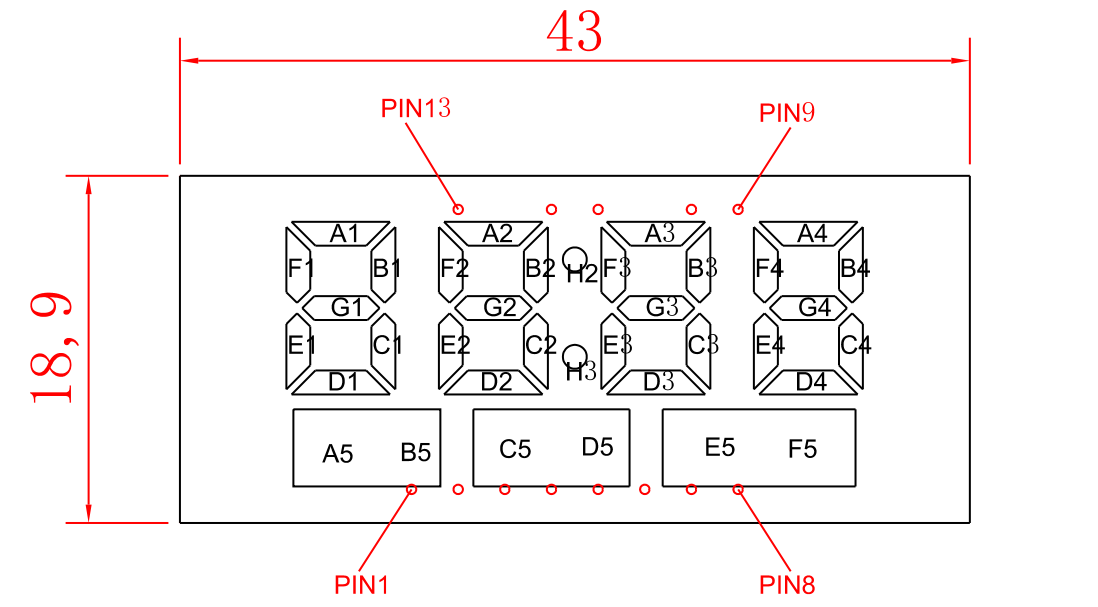 43
PIN13 PIN9
A1 A2 A3 A4
F1 B1 F2 B2 H2 F3 B3 F4 B4
G1 G2 G3 G4
E1 C1 E2 C2 H3 E3 C3 E4 C4
D1 D2 D3 D4
18,9
A5 B5 C5 D5 E5 F5
PIN1 PIN8